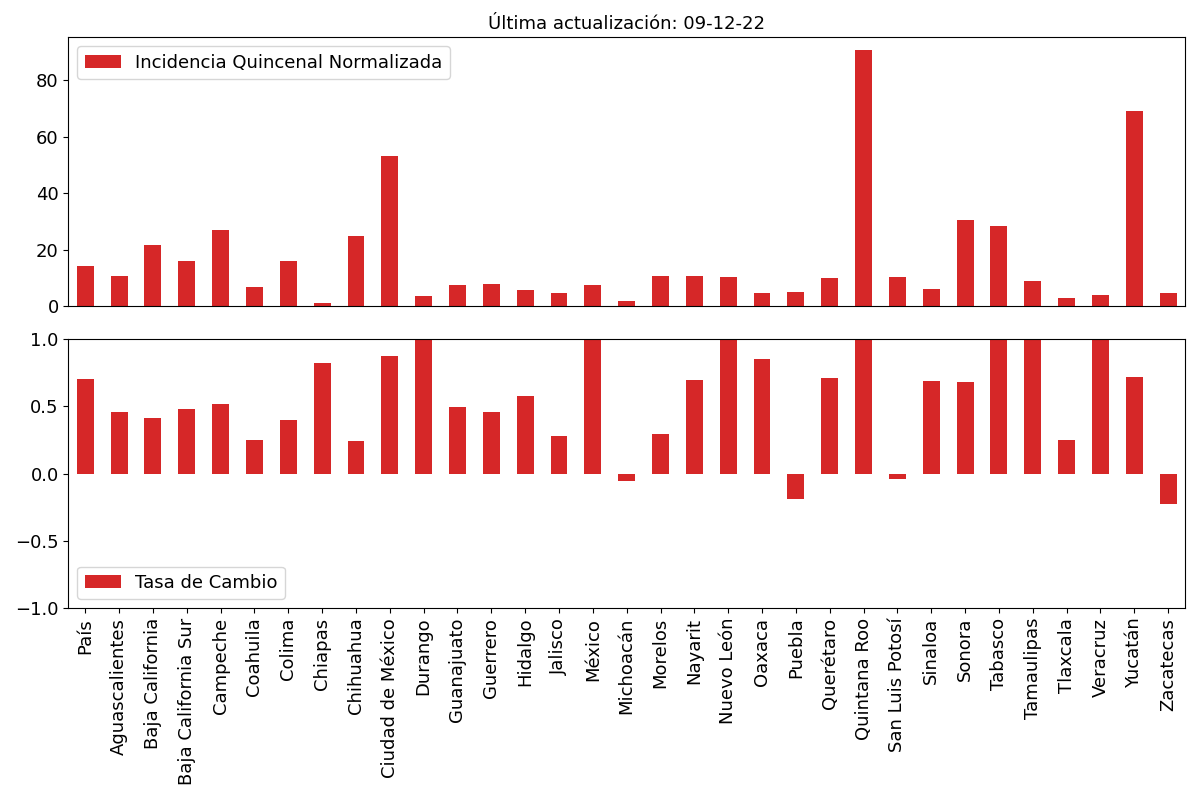 Última actualización: 09-12-22
Incidencia Quincenal Normalizada
80
60
40
20
0
1.0
0.5
0.0
−0.5
−1.0
Tasa de Cambio
País
Aguascalientes
Baja California
Baja California Sur
Campeche
Coahuila
Colima
Chiapas
Chihuahua
Ciudad de México
Durango
Guanajuato
Guerrero
Hidalgo
Jalisco
México
Michoacán
Morelos
Nayarit
Nuevo León
Oaxaca
Puebla
Querétaro
Quintana Roo
San Luis Potosí
Sinaloa
Sonora
Tabasco
Tamaulipas
Tlaxcala
Veracruz
Yucatán
Zacatecas